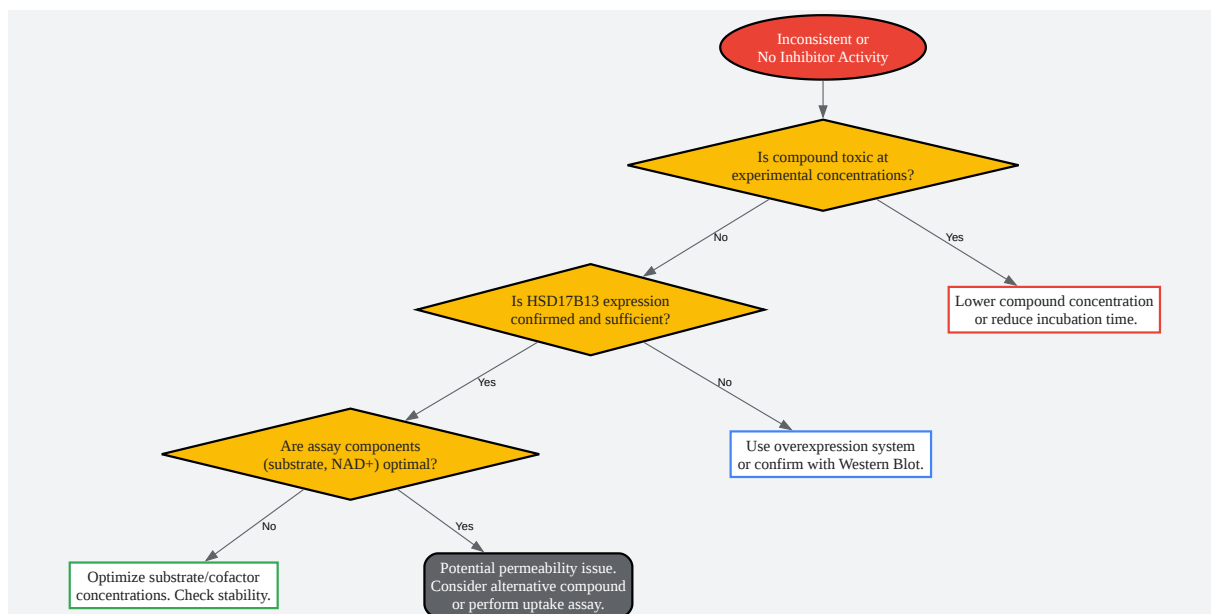 Inconsistent or
No Inhibitor Activity
Is compound toxic at
experimental concentrations?
No
Yes
Is HSD17B13 expression
confirmed and sufficient?
Lower compound concentration
or reduce incubation time.
Yes
No
Are assay components
(substrate, NAD+) optimal?
Use overexpression system
or confirm with Western Blot.
No
Yes
Optimize substrate/cofactor
concentrations. Check stability.
Potential permeability issue.
Consider alternative compound
or perform uptake assay.